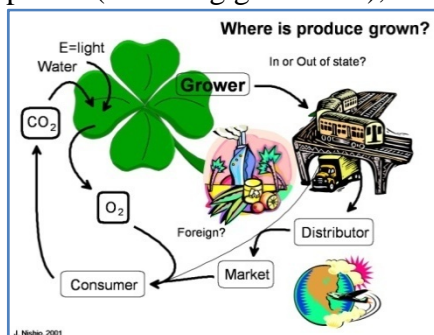 Where is produce grown?
E=light
Water
Grower
In or Out of state?
CO2
O2
Foreign?
Distributor
Market
Consumer
J. Nishio, 2001